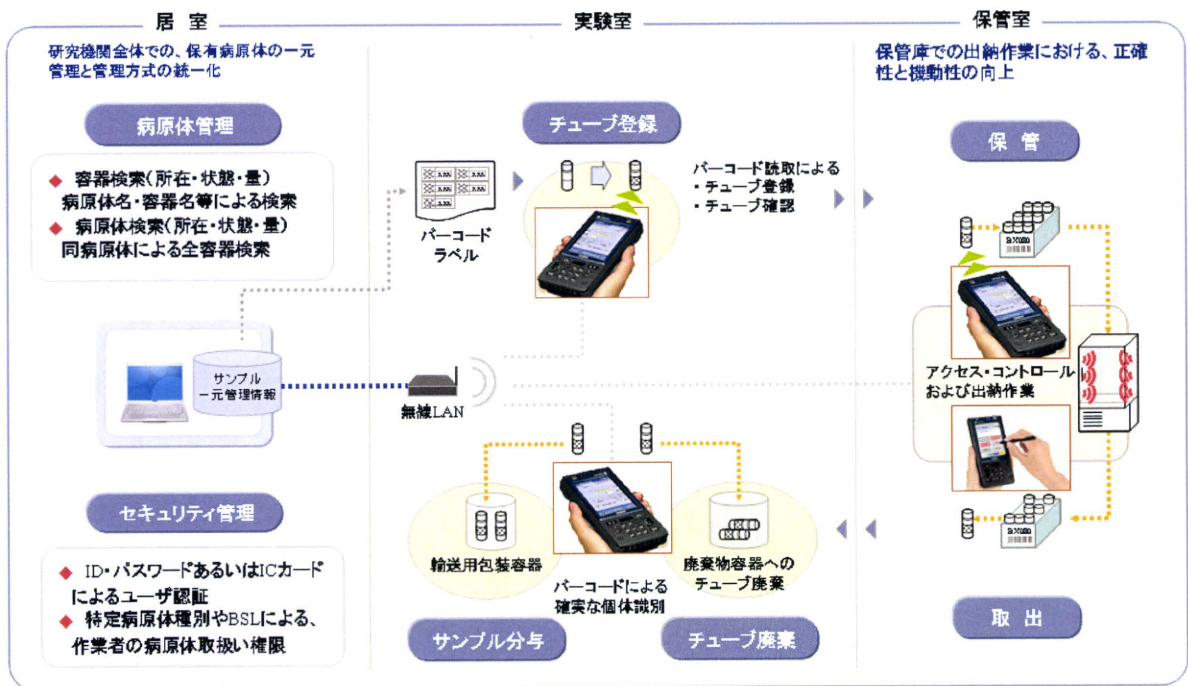 居 室
研究機関全体での、保有病原体の一元
管理と管理方式の統一化
病原体管理
◆ 容器検索(所在・状態・量)
病原体名・容器名等による検索
◆ 病原体検索(所在・状態・量)
同病原体による全容器検索
サンプル
一元管理情報
セキュリティ管理
◆ ID・パスワードあるいはICカード
によるユーザ認証
◆ 特定病原体種別やBSLによる、
作業者の病原体取扱い権限
実験室
チューブ登録
バーコード
ラベル
バーコード読取による
・チューブ登録
・チューブ確認
無線LAN
輸送用包装容器
バーコードによる
確実な個体識別
廃棄物容器への
チューブ廃棄
サンプル分与
チューブ廃棄
保管室
保管庫での出納作業における、正確
性と機動性の向上
保 管
アクセス・コントロール
および出納作業
取 出